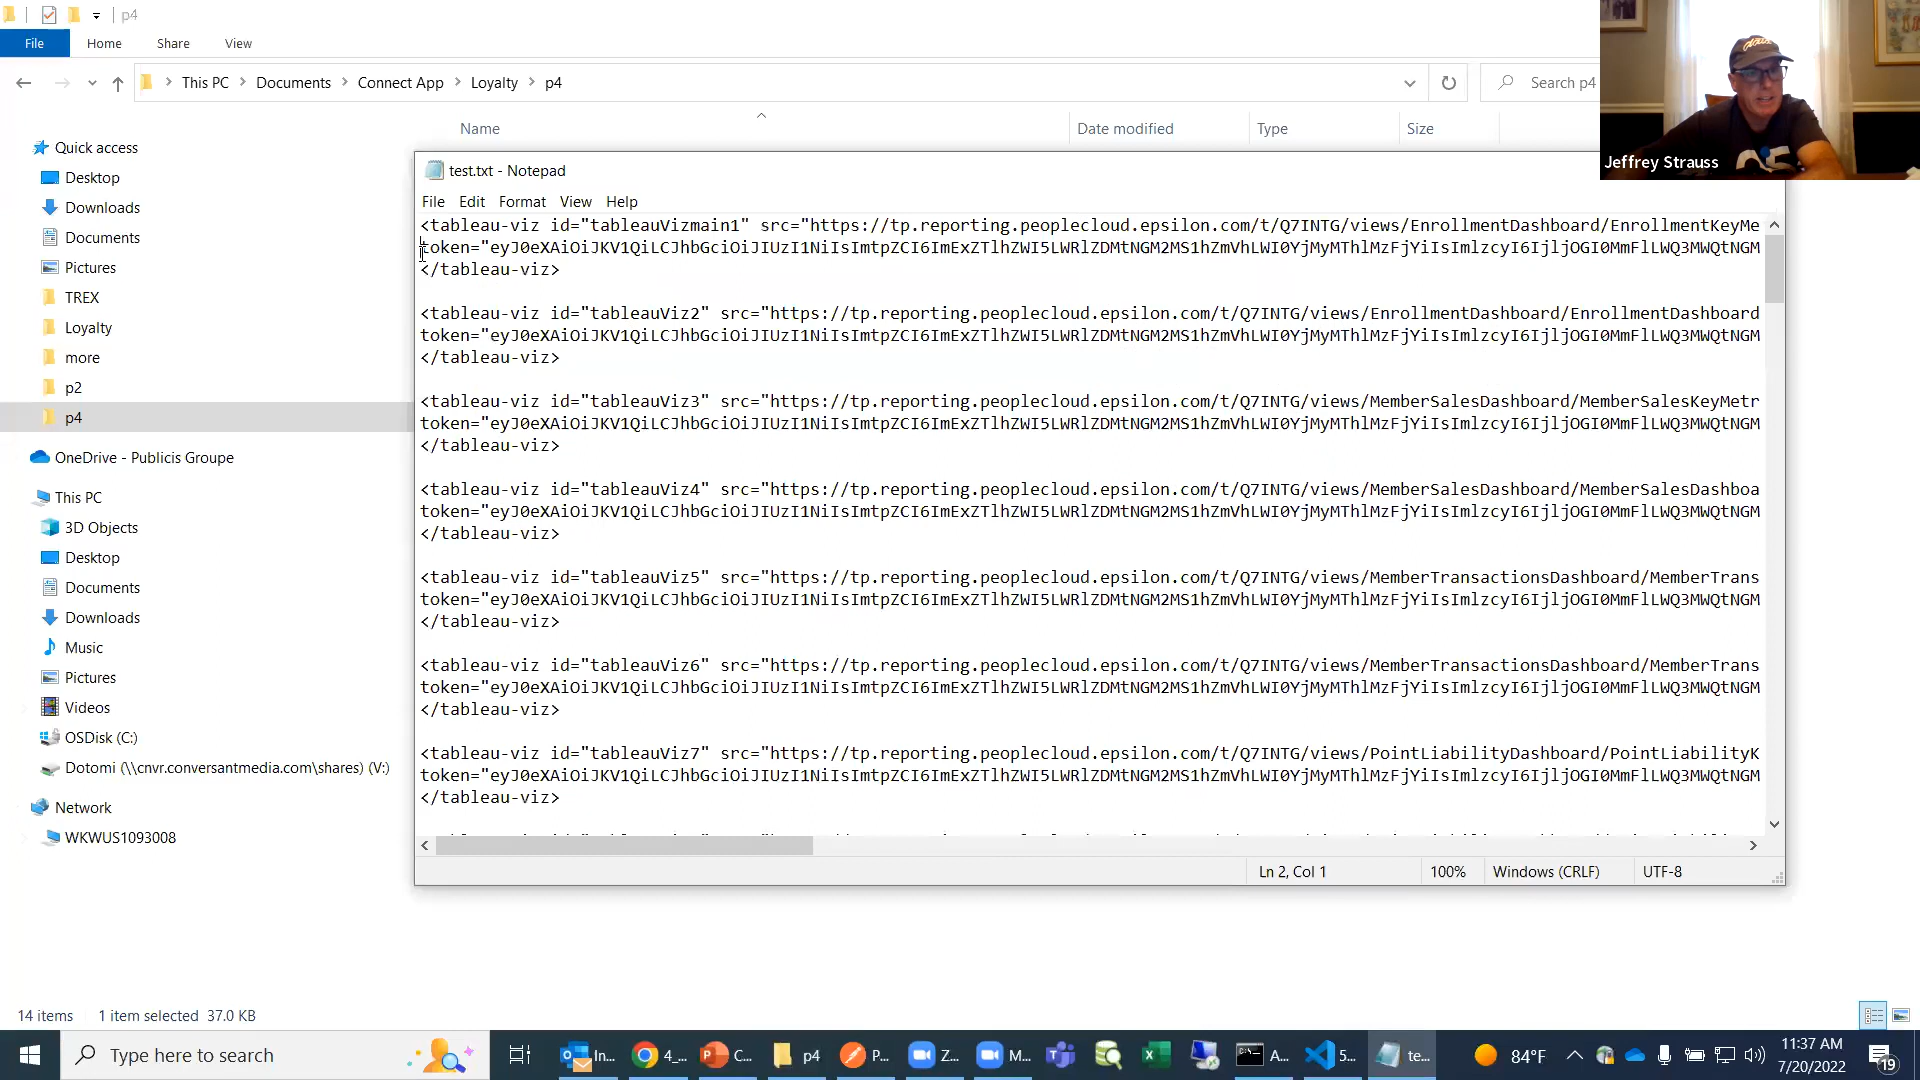 p4
File Home Share View
This PC Documents Connect App Loyalty p4
Search p4
Jeffrey Strauss
Name Date modified Type Size
Quick access
Desktop
Downloads
Documents
Pictures
TREX
Loyalty
more
p2
p4
OneDrive - Publicis Groupe
This PC
3D Objects
Desktop
Documents
Downloads
Music
Pictures
Videos
OSDisk (C:)
Dotomi (\\cnvr.conversantmedia.com\shares) (V:)
Network
WKWUS1093008
test.txt - Notepad
File Edit Format View Help
<tableau-viz id="tableauVizmain1" src="https://tp.reporting.peoplecloud.epsilon.com/t/Q7INTG/views/EnrollmentDashboard/EnrollmentKeyMe
token="eyJ0eXAiOiJKV1QiLCJhbGciOiJIUzI1NiIsImtpZCI6ImExZTlhZWI5LWRlZDMtNGM2MS1hZmVhLWI0YjMyMThlMzFjYiIsImlzcyI6IjljOGI0MmFlLWQ3MWQtNGM
</tableau-viz>
<tableau-viz id="tableauViz2" src="https://tp.reporting.peoplecloud.epsilon.com/t/Q7INTG/views/EnrollmentDashboard/EnrollmentDashboard
token="eyJ0eXAiOiJKV1QiLCJhbGciOiJIUzI1NiIsImtpZCI6ImExZTlhZWI5LWRlZDMtNGM2MS1hZmVhLWI0YjMyMThlMzFjYiIsImlzcyI6IjljOGI0MmFlLWQ3MWQtNGM
</tableau-viz>
<tableau-viz id="tableauViz3" src="https://tp.reporting.peoplecloud.epsilon.com/t/Q7INTG/views/MemberSalesDashboard/MemberSalesKeyMetr
token="eyJ0eXAiOiJKV1QiLCJhbGciOiJIUzI1NiIsImtpZCI6ImExZTlhZWI5LWRlZDMtNGM2MS1hZmVhLWI0YjMyMThlMzFjYiIsImlzcyI6IjljOGI0MmFlLWQ3MWQtNGM
</tableau-viz>
<tableau-viz id="tableauViz4" src="https://tp.reporting.peoplecloud.epsilon.com/t/Q7INTG/views/MemberSalesDashboard/MemberSalesDashboa
token="eyJ0eXAiOiJKV1QiLCJhbGciOiJIUzI1NiIsImtpZCI6ImExZTlhZWI5LWRlZDMtNGM2MS1hZmVhLWI0YjMyMThlMzFjYiIsImlzcyI6IjljOGI0MmFlLWQ3MWQtNGM
</tableau-viz>
<tableau-viz id="tableauViz5" src="https://tp.reporting.peoplecloud.epsilon.com/t/Q7INTG/views/MemberTransactionsDashboard/MemberTrans
token="eyJ0eXAiOiJKV1QiLCJhbGciOiJIUzI1NiIsImtpZCI6ImExZTlhZWI5LWRlZDMtNGM2MS1hZmVhLWI0YjMyMThlMzFjYiIsImlzcyI6IjljOGI0MmFlLWQ3MWQtNGM
</tableau-viz>
<tableau-viz id="tableauViz6" src="https://tp.reporting.peoplecloud.epsilon.com/t/Q7INTG/views/MemberTransactionsDashboard/MemberTrans
token="eyJ0eXAiOiJKV1QiLCJhbGciOiJIUzI1NiIsImtpZCI6ImExZTlhZWI5LWRlZDMtNGM2MS1hZmVhLWI0YjMyMThlMzFjYiIsImlzcyI6IjljOGI0MmFlLWQ3MWQtNGM
</tableau-viz>
<tableau-viz id="tableauViz7" src="https://tp.reporting.peoplecloud.epsilon.com/t/Q7INTG/views/PointLiabilityDashboard/PointLiabilityK
token="eyJ0eXAiOiJKV1QiLCJhbGciOiJIUzI1NiIsImtpZCI6ImExZTlhZWI5LWRlZDMtNGM2MS1hZmVhLWI0YjMyMThlMzFjYiIsImlzcyI6IjljOGI0MmFlLWQ3MWQtNGM
</tableau-viz>
Ln 2, Col 1 100% Windows (CRLF) UTF-8
14 items 1 item selected 37.0 KB
Type here to search In... 4_... C... p4 P... Z... M... A... 5... te... 84°F 11:37 AM
7/20/2022 19